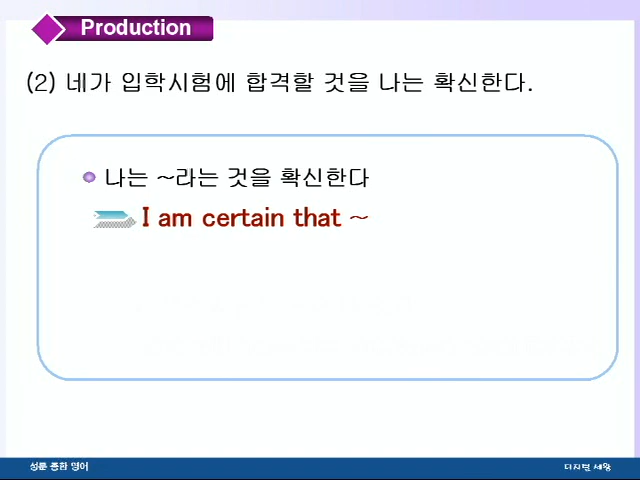 Production
(2) 네가 입학시험에 합격할 것을 나는 확신한다.
나는 ~라는 것을 확신한다
I am certain that ~
성문 종합 영어
디지털 세왕